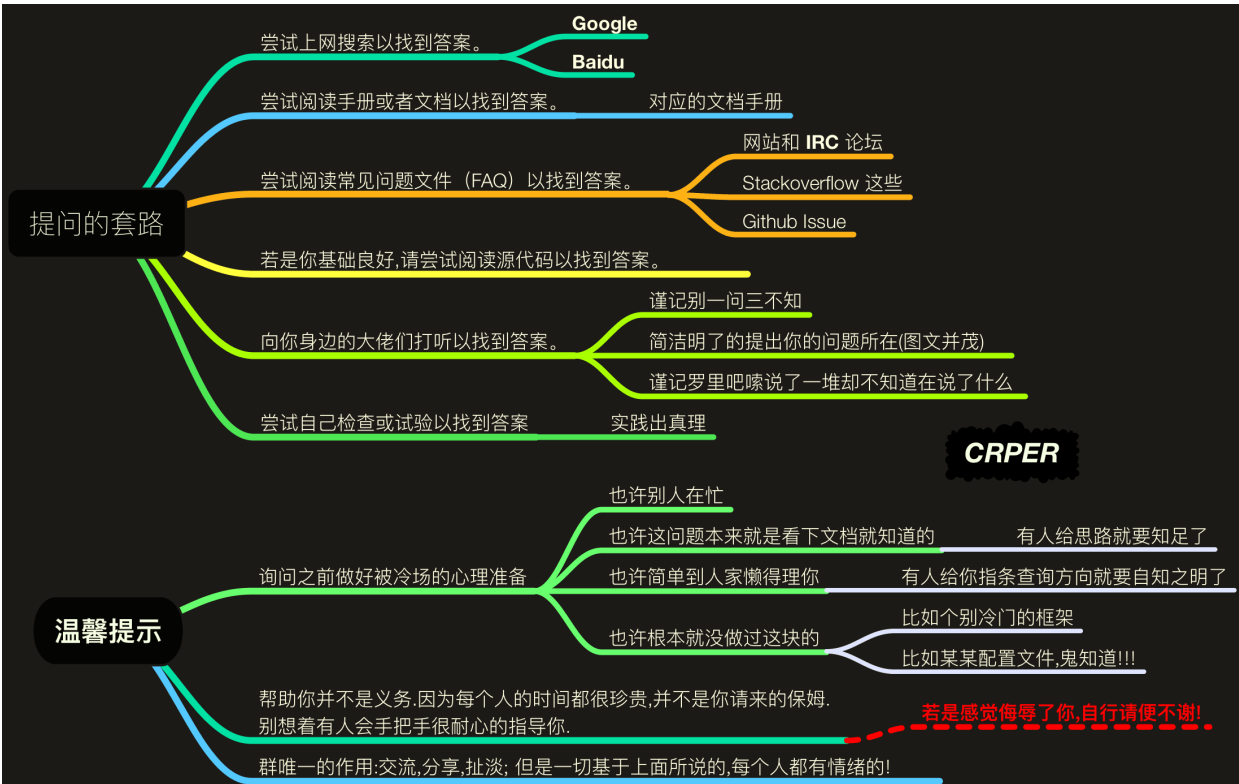 提问的套路
尝试上网搜索以找到答案。
Google
Baidu
尝试阅读手册或者文档以找到答案。
对应的文档手册
尝试阅读常见问题文件（FAQ）以找到答案。
网站和 IRC 论坛
Stackoverflow 这些
Github Issue
若是你基础良好,请尝试阅读源代码以找到答案。
向你身边的大佬们打听以找到答案。
谨记别一问三不知
简洁明了的提出你的问题所在(图文并茂)
谨记罗里吧嗦说了一堆却不知道在说了什么
尝试自己检查或试验以找到答案
实践出真理
CRPER
温馨提示
询问之前做好被冷场的心理准备
也许别人在忙
也许这问题本来就是看下文档就知道的
有人给思路就要知足了
也许简单到人家懒得理你
有人给你指条查询方向就要自知之明了
也许根本就没做过这块的
比如个别冷门的框架
比如某某配置文件,鬼知道!!!
帮助你并不是义务.因为每个人的时间都很珍贵,并不是你请来的保姆.
别想着有人会手把手很耐心的指导你.
若是感觉侮辱了你,自行请便不谢!
群唯一的作用:交流,分享,扯淡; 但是一切基于上面所说的,每个人都有情绪的!